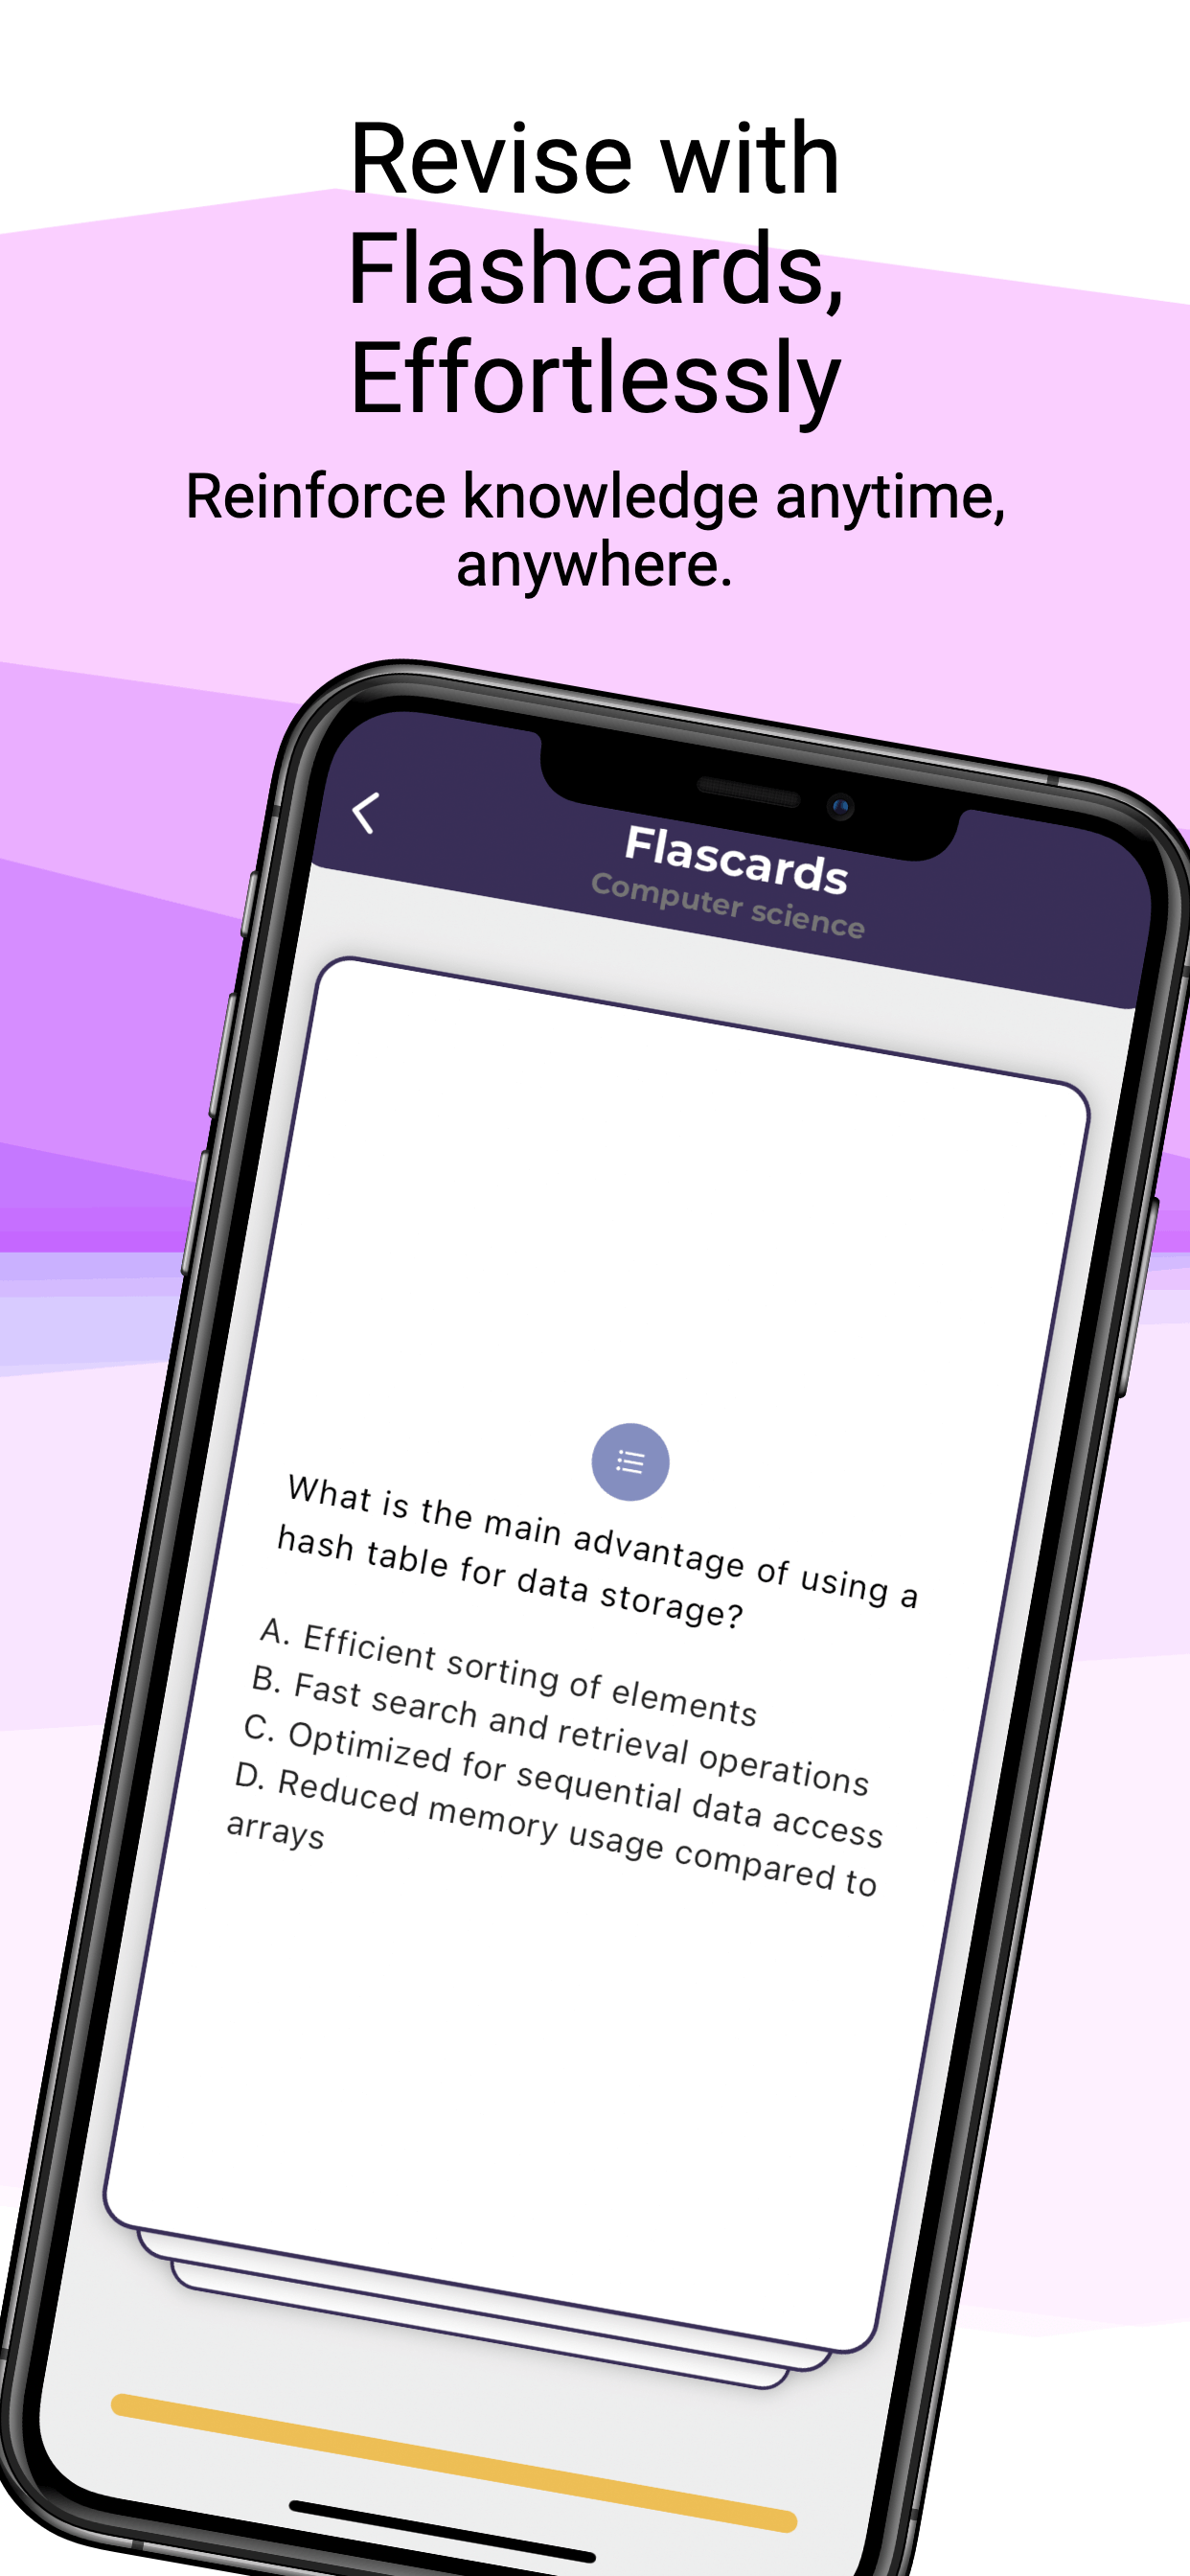 Revise with
Flashcards,
Effortlessly
Reinforce knowledge anytime,
anywhere.
Flascards
Computer science
What is the main advantage of using a
hash table for data storage?
A. Efficient sorting of elements
B. Fast search and retrieval operations
C. Optimized for sequential data access
D. Reduced memory usage compared to
arrays